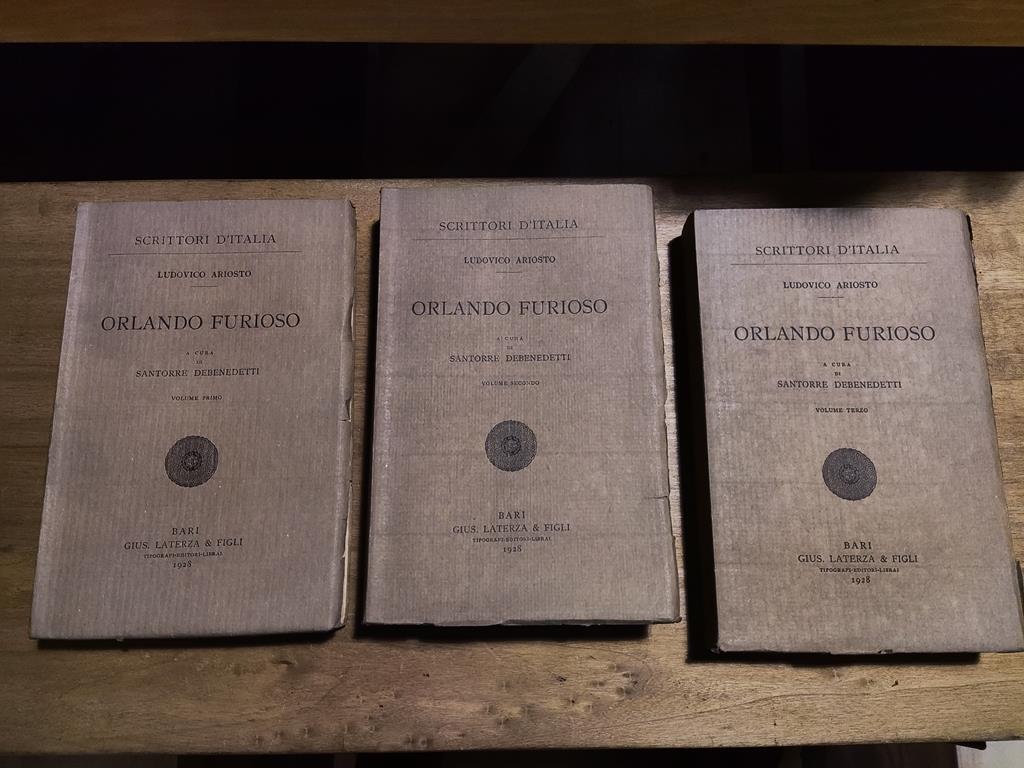 SCRITTORI D'ITALIA
LUDOVICO ARIOSTO
ORLANDO FURIOSO
A CURA
DI
SANTORRE DEBENEDETTI
VOLUME PRIMO
BARI
GIUS. LATERZA & FIGLI
TIPOGRAFI-EDITORI-LIBRAI
1928
SCRITTORI D'ITALIA
LUDOVICO ARIOSTO
ORLANDO FURIOSO
A CURA
DI
SANTORRE DEBENEDETTI
VOLUME SECONDO
BARI
GIUS. LATERZA & FIGLI
TIPOGRAFI-EDITORI-LIBRAI
1928
SCRITTORI D'ITALIA
LUDOVICO ARIOSTO
ORLANDO FURIOSO
A CURA
DI
SANTORRE DEBENEDETTI
VOLUME TERZO
BARI
GIUS. LATERZA & FIGLI
TIPOGRAFI-EDITORI-LIBRAI
1928